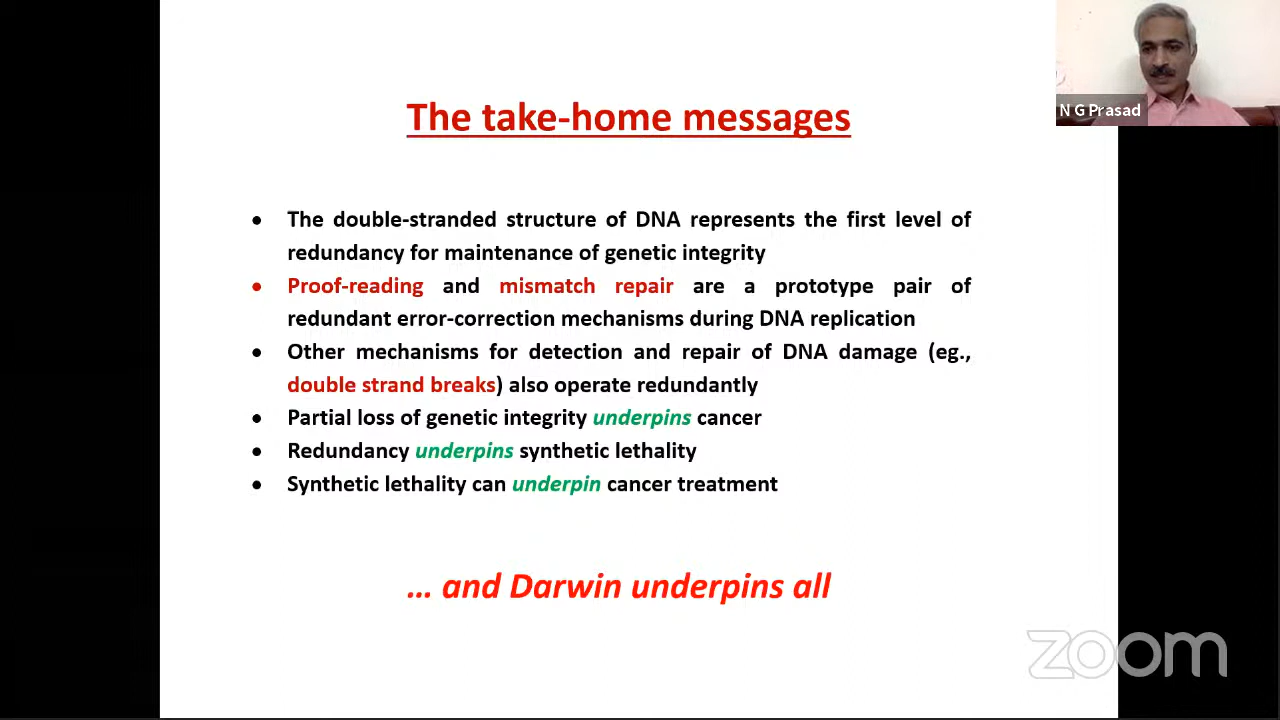 The take-home messages
N G Prasad
• The double-stranded structure of DNA represents the first level of
redundancy for maintenance of genetic integrity
• Proof-reading and mismatch repair are a prototype pair of
redundant error-correction mechanisms during DNA replication
• Other mechanisms for detection and repair of DNA damage (eg.,
double strand breaks) also operate redundantly
• Partial loss of genetic integrity underpins cancer
• Redundancy underpins synthetic lethality
• Synthetic lethality can underpin cancer treatment
... and Darwin underpins all
zoom